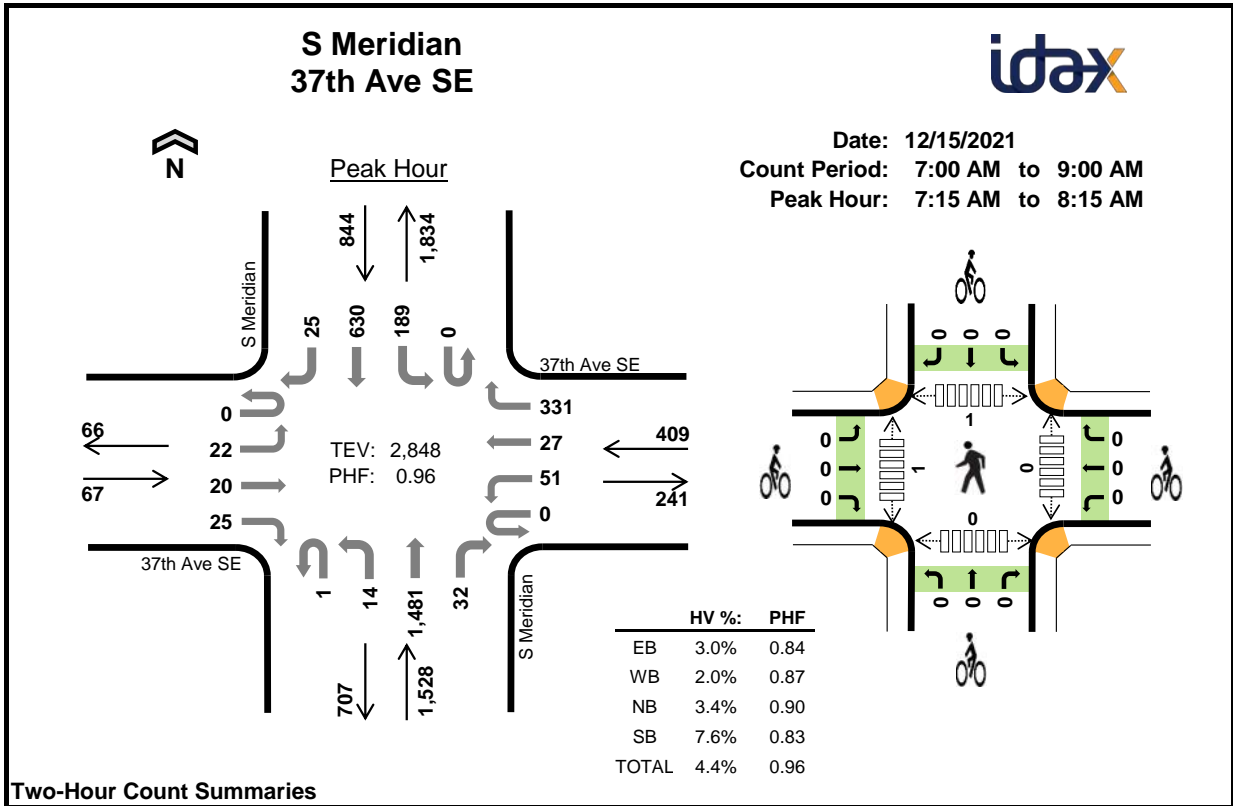 S Meridian
37th Ave SE
idax
N
Peak Hour
Date: 12/15/2021
Count Period: 7:00 AM to 9:00 AM
Peak Hour: 7:15 AM to 8:15 AM
844
1,834
S Meridian
25
630
189
0
37th Ave SE
0
22
20
25
66
67
TEV: 2,848
PHF: 0.96
331
27
51
0
409
241
37th Ave SE
1
14
1,481
32
S Meridian
707
1,528
0 0 0
1
0
0
0
1
0
0
0
0
0
0 0 0
HV %: PHF
EB 3.0% 0.84
WB 2.0% 0.87
NB 3.4% 0.90
SB 7.6% 0.83
TOTAL 4.4% 0.96
Two-Hour Count Summaries